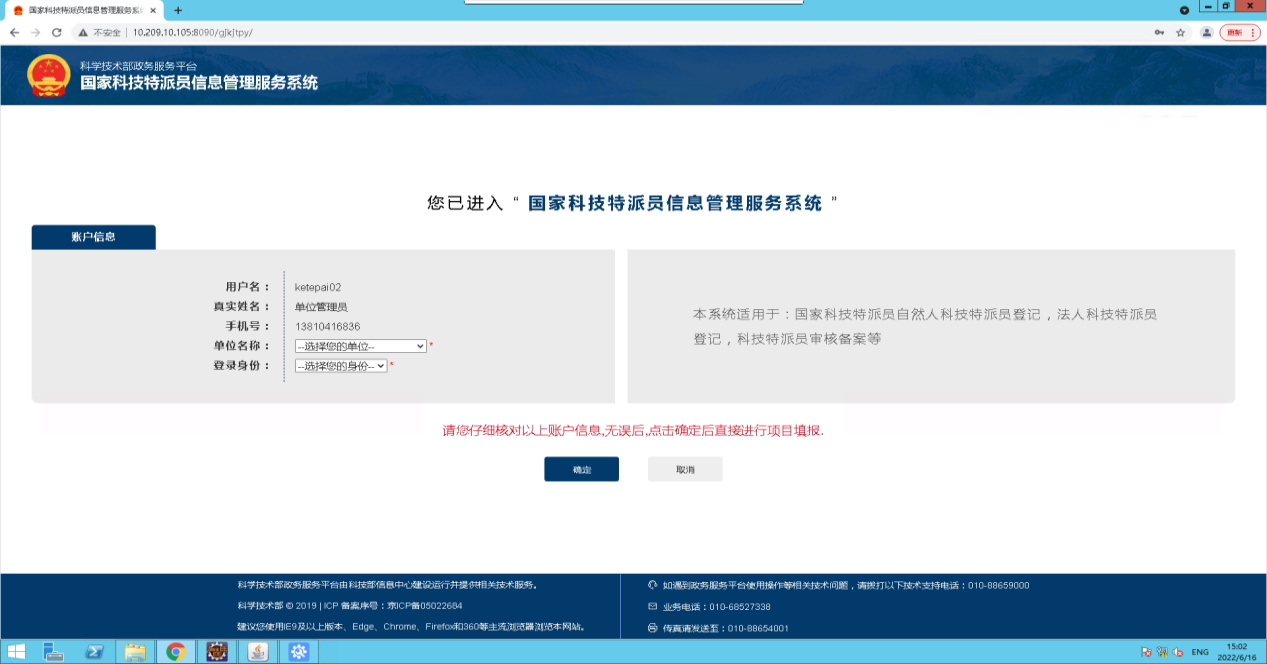 国家科技特派员信息管理服务系
不安全 | 10.209.10.105:8090/gjkjtpy/
更新
科学技术部政务服务平台
国家科技特派员信息管理服务系统
您已进入 “ 国家科技特派员信息管理服务系统 ”
账户信息
用户名： ketepai02
真实姓名： 单位管理员
手机号： 13810416836
单位名称： --选择您的单位-- *
登录身份： --选择您的身份-- *
本系统适用于：国家科技特派员自然人科技特派员登记，法人科技特派员
登记，科技特派员审核备案等
请您仔细核对以上账户信息,无误后,点击确定后直接进行项目填报.
确定 取消
科学技术部政务服务平台由科技部信息中心建设运行并提供相关技术服务。
科学技术部 © 2019 | ICP 备案序号：京ICP备05022684
建议您使用IE9及以上版本、Edge、Chrome、Firefox和360等主流浏览器浏览本网站。
如遇到政务服务平台使用操作等相关技术问题，请拨打以下技术支持电话：010-88659000
业务电话：010-68527338
传真请发送至：010-88654001
ENG
15:02
2022/6/16